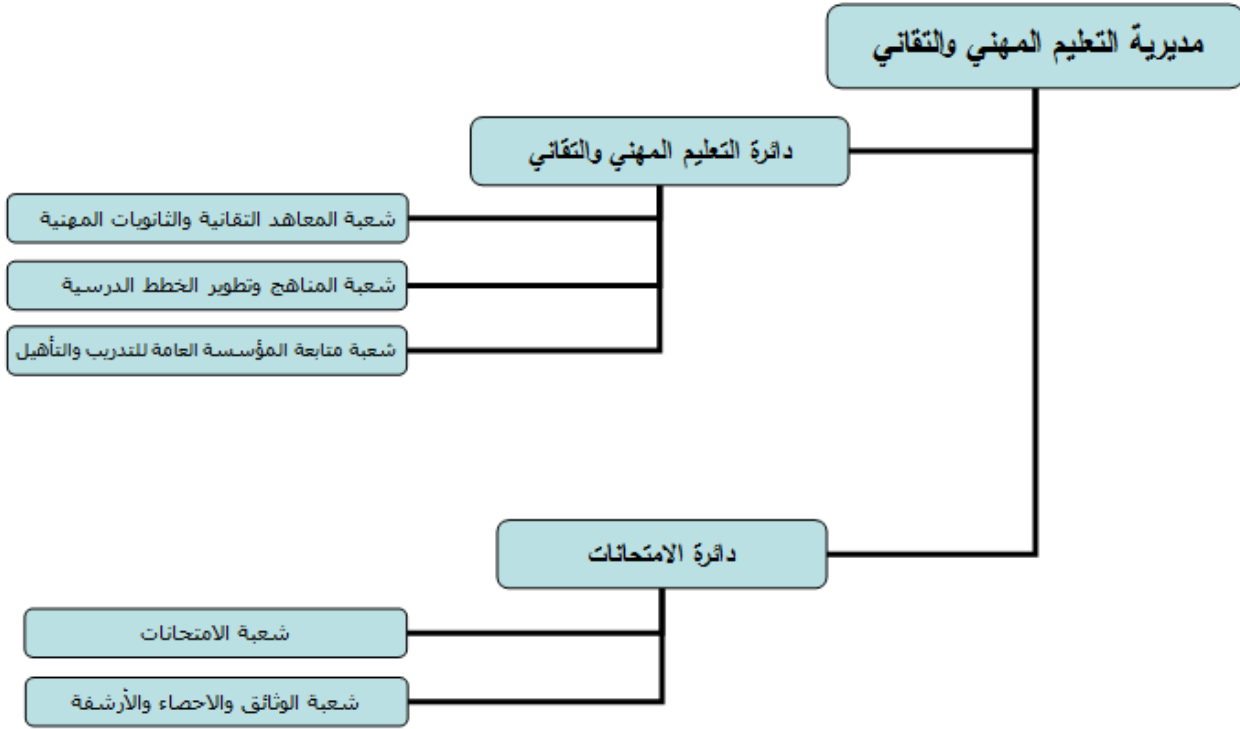 مديرية التعليم المهني والتقاني
دائرة التعليم المهني والتقاني
شعبة المعاهد التقانية والثانويات المهنية
شعبة المناهج وتطوير الخطط الدرسية
شعبة متابعة المؤسسة العامة للتدريب والتأهيل
دائرة الامتحانات
شعبة الامتحانات
شعبة الوثائق والاحصاء والأرشفة